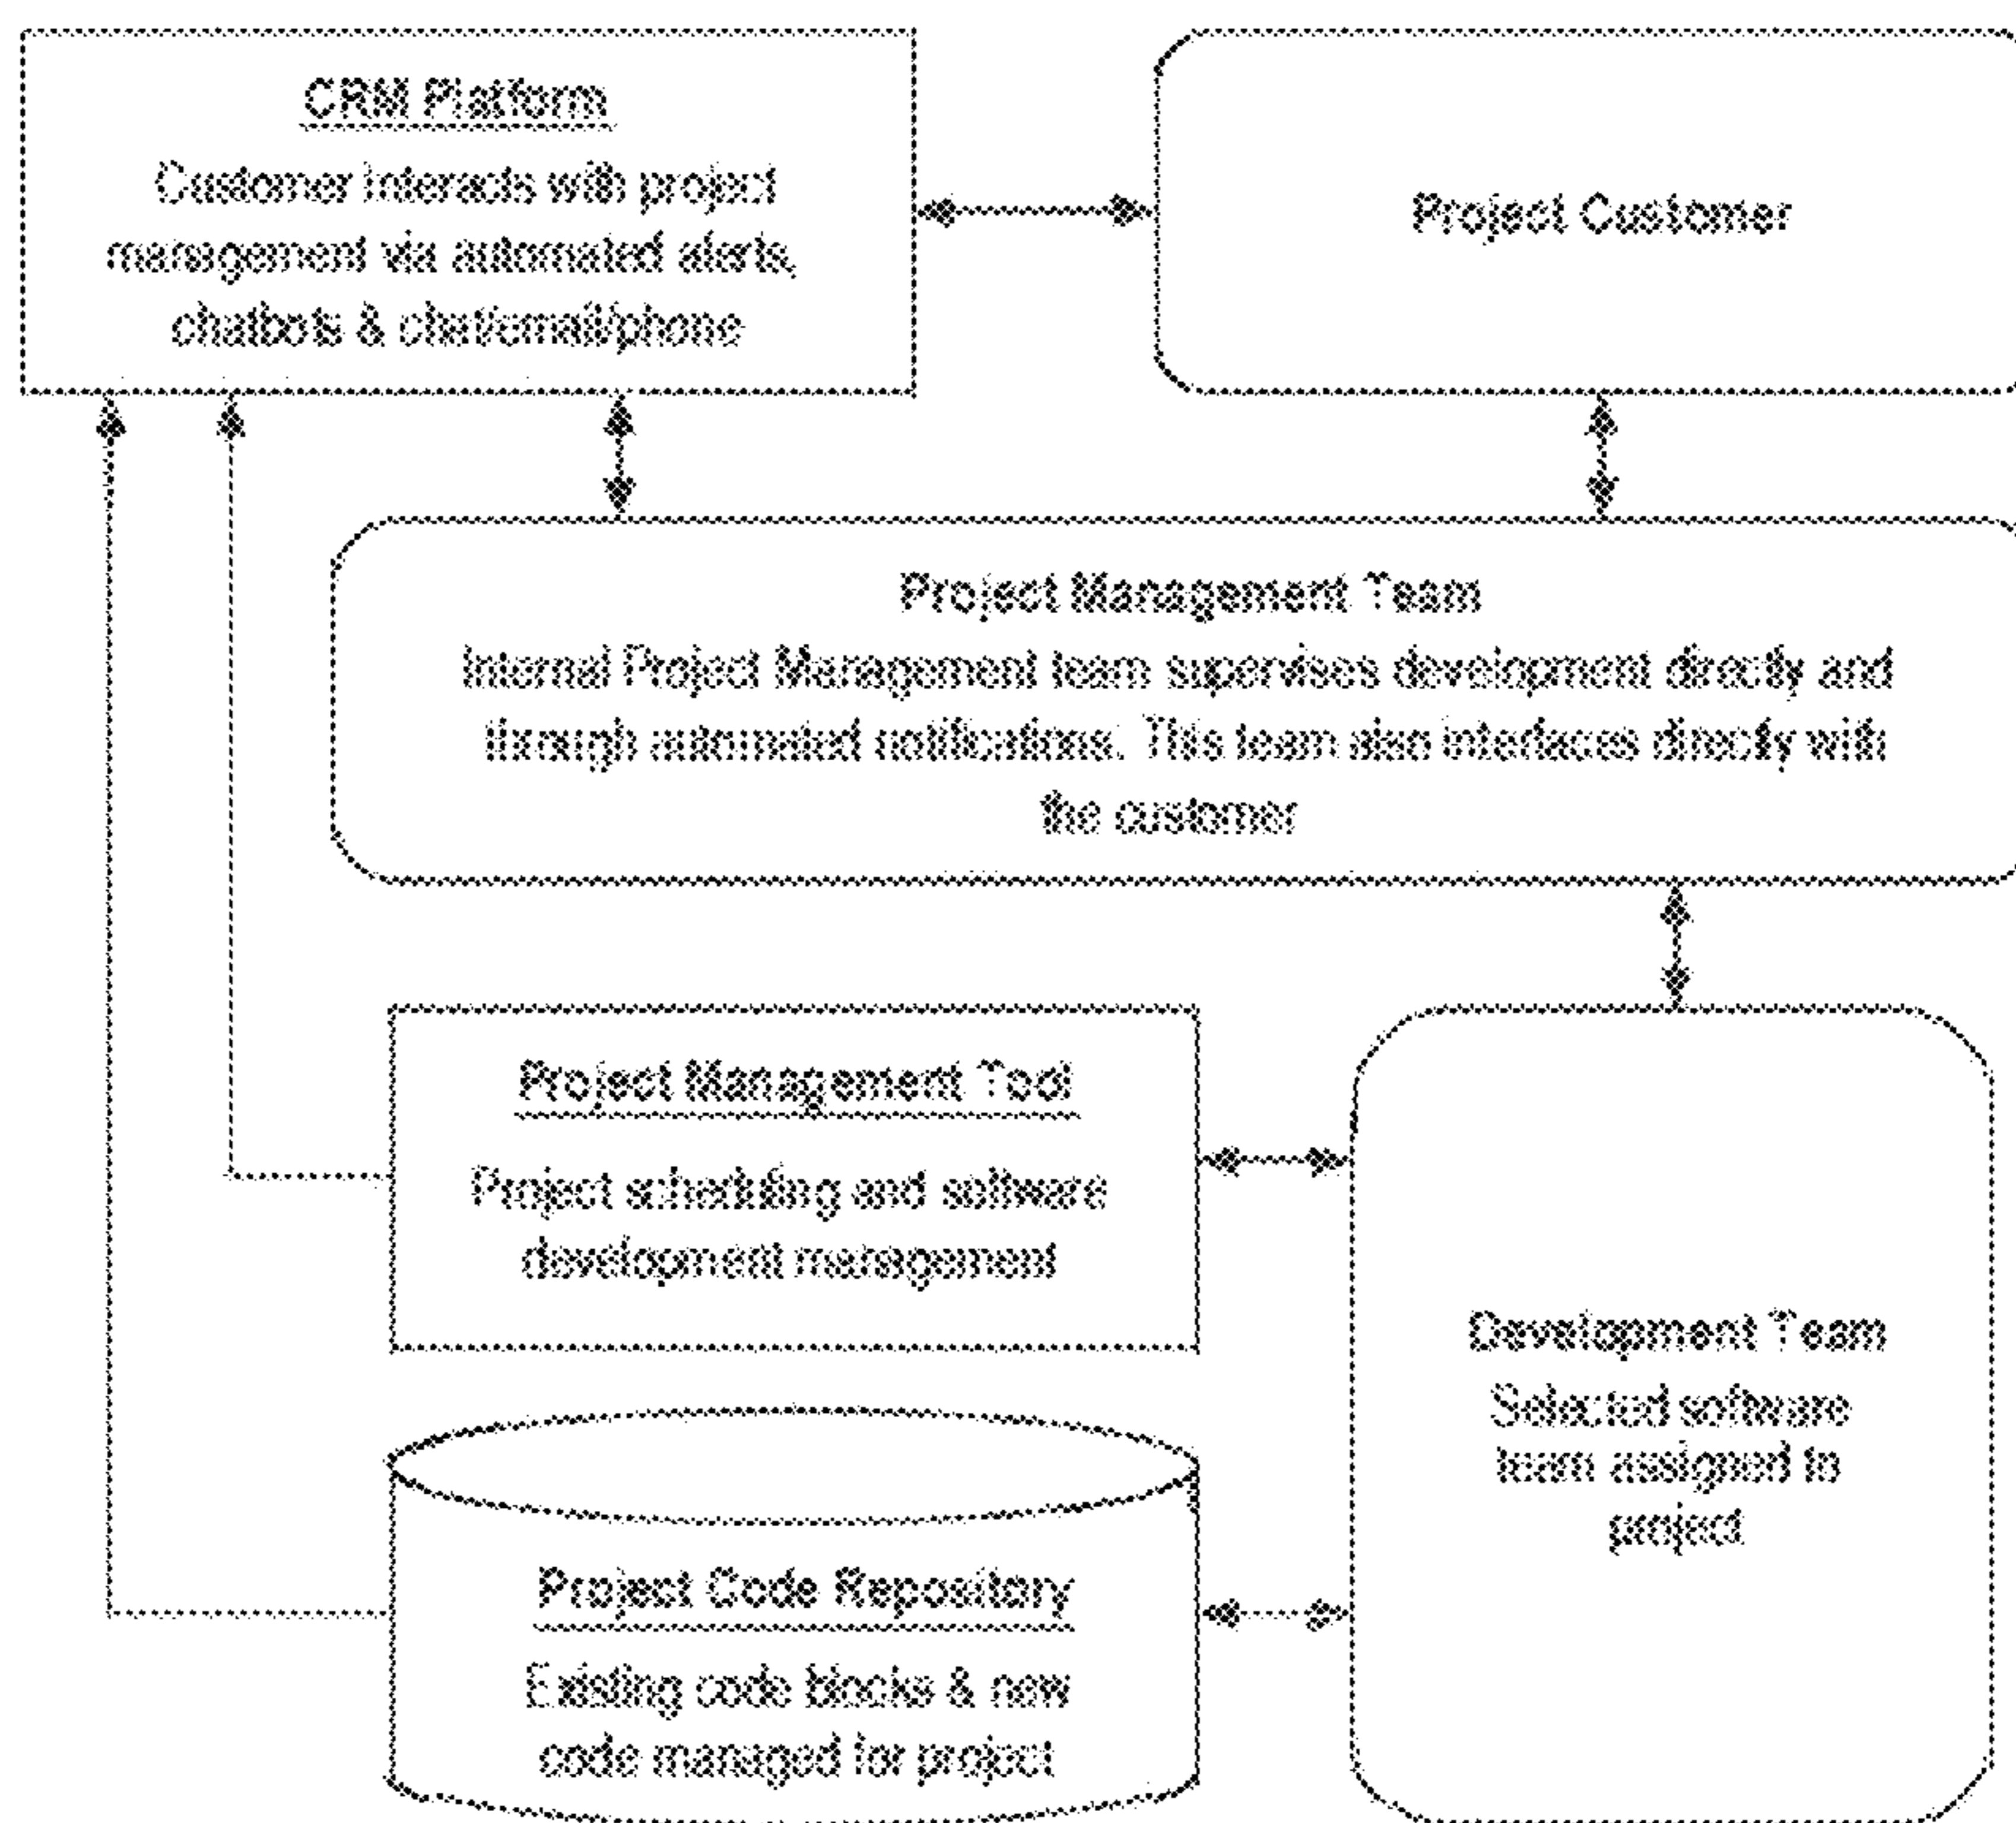 CRM Platform
Customer interacts with project
management via automated alerts,
chatbots & chat/email/phone
Project Customer
Project Management Team
Internal Project Management team supervises development directly and
through automated notifications. This team also interfaces directly with
the customer
Project Management Tool
Project scheduling and software
development management
Development Team
Selected software
team assigned to
project
Project Code Repository
Existing code blocks & new
code managed for project